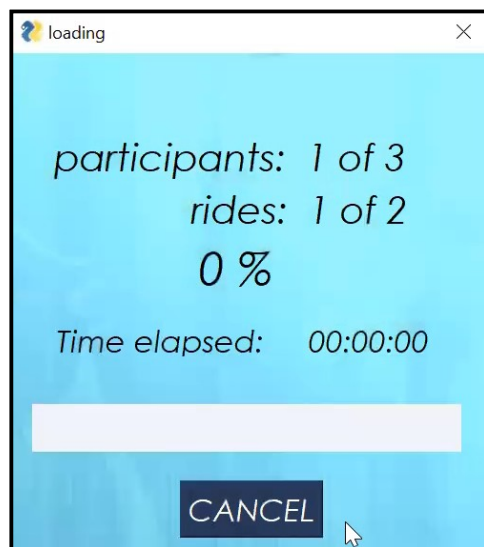 loading
participants: 1 of 3
rides: 1 of 2
0 %
Time elapsed: 00:00:00
CANCEL